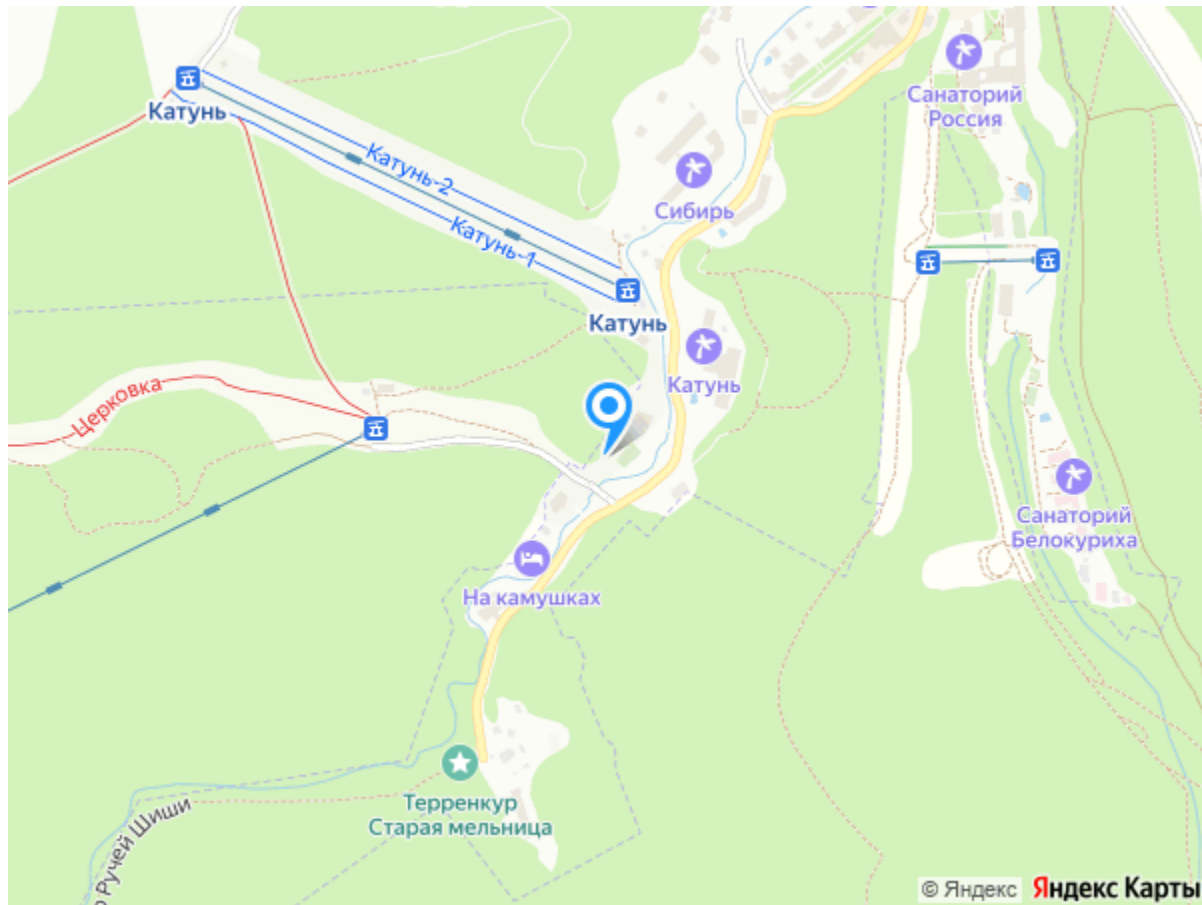 Санаторий
Россия
Катунь
Катунь-2
Катунь-1
Сибирь
Катунь
Катунь
Церковка
Санаторий
Белокуриха
На камушках
Терренкур
Старая мельница
Ручей Шиши
© Яндекс
Яндекс Карты